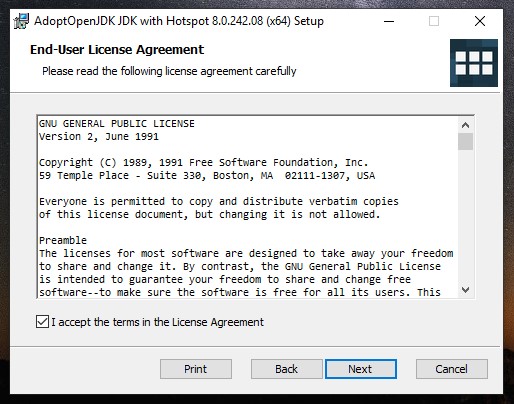 AdoptOpenJDK JDK with Hotspot 8.0.242.08 (x64) Setup
End-User License Agreement
Please read the following license agreement carefully
GNU GENERAL PUBLIC LICENSE
Version 2, June 1991
Copyright (C) 1989, 1991 Free Software Foundation, Inc.
59 Temple Place - Suite 330, Boston, MA  02111-1307, USA
Everyone is permitted to copy and distribute verbatim copies
of this license document, but changing it is not allowed.
Preamble
The licenses for most software are designed to take away your freedom
to share and change it. By contrast, the GNU General Public License
is intended to guarantee your freedom to share and change free
software--to make sure the software is free for all its users. This
I accept the terms in the License Agreement
Print Back Next Cancel